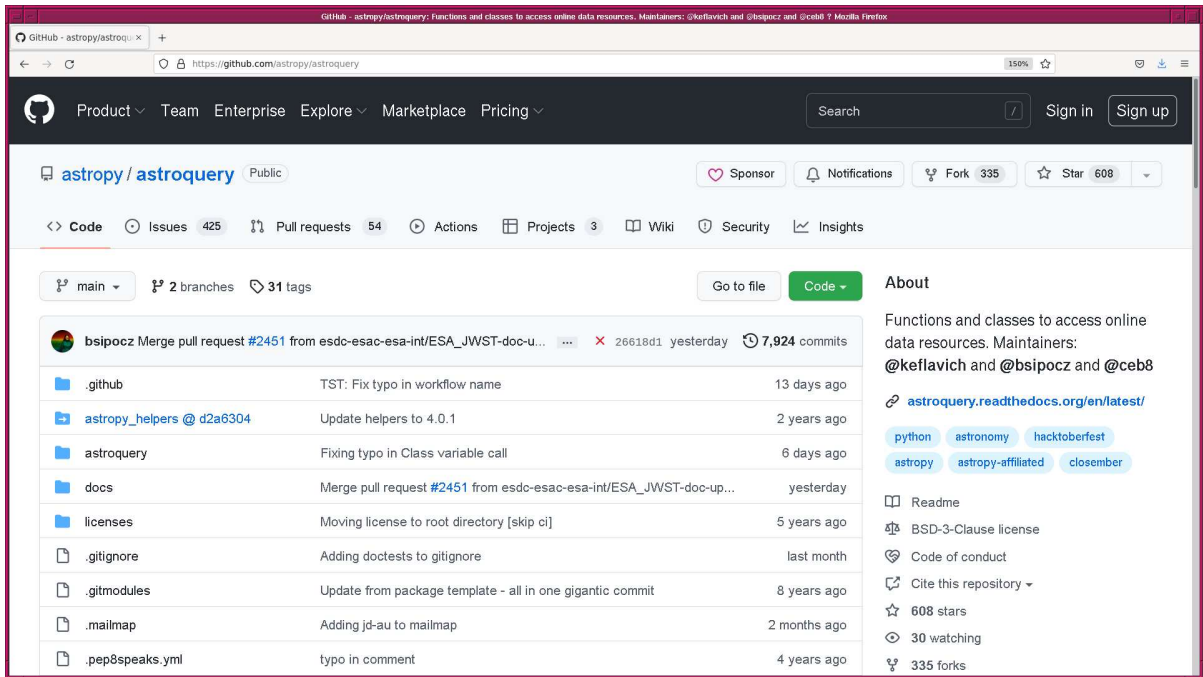 GitHub - astropy/astroquery: Functions and classes to access online data resources. Maintainers: @keflavich and @bsipocz and @ceb8 ? Mozilla Firefox
GitHub - astropy/astroqu
https://github.com/astropy/astroquery 150%
Product Team Enterprise Explore Marketplace Pricing Search / Sign in Sign up
astropy / astroquery Public Sponsor Notifications Fork 335 Star 608
<> Code Issues 425 Pull requests 54 Actions Projects 3 Wiki Security Insights
main 2 branches 31 tags Go to file Code
bsipocz Merge pull request #2451 from esdc-esac-esa-int/ESA_JWST-doc-u... ... 26618d1 yesterday 7,924 commits
.github TST: Fix typo in workflow name 13 days ago
astropy_helpers @ d2a6304 Update helpers to 4.0.1 2 years ago
astroquery Fixing typo in Class variable call 6 days ago
docs Merge pull request #2451 from esdc-esac-esa-int/ESA_JWST-doc-up... yesterday
licenses Moving license to root directory [skip ci] 5 years ago
.gitignore Adding doctests to gitignore last month
.gitmodules Update from package template - all in one gigantic commit 8 years ago
.mailmap Adding jd-au to mailmap 2 months ago
.pep8speaks.yml typo in comment 4 years ago
About
Functions and classes to access online
data resources. Maintainers:
@keflavich and @bsipocz and @ceb8
astroquery.readthedocs.org/en/latest/
python astronomy hacktoberfest
astropy astropy-affiliated closember
Readme
BSD-3-Clause license
Code of conduct
Cite this repository
608 stars
30 watching
335 forks